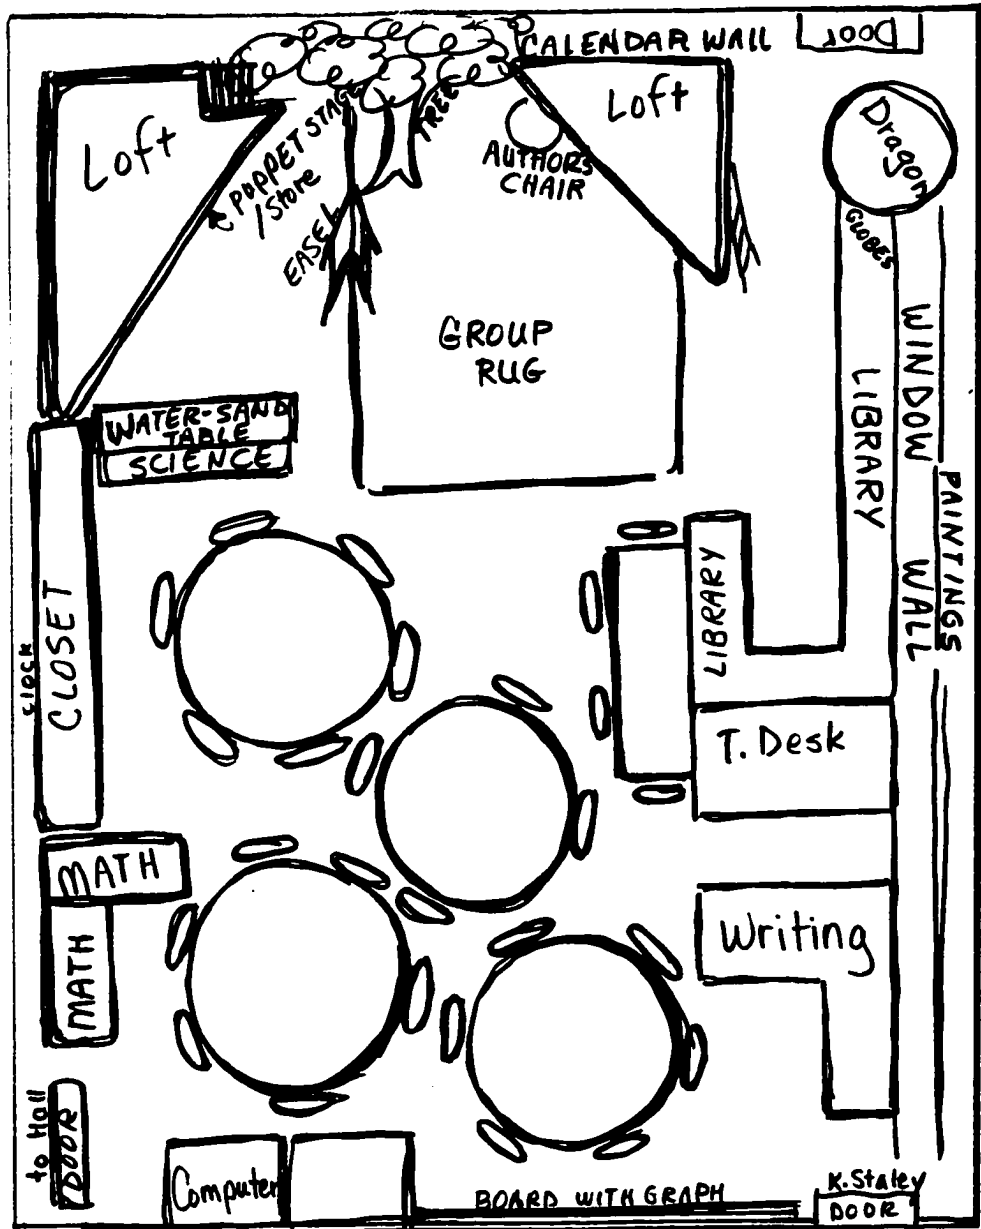 CALENDAR WALL
Door
Loft
PUPPET STAGE
/Store
TREE
AUTHORS
CHAIR
Loft
Dragon
GLOBES
EASEL
GROUP
RUG
WINDOW WALL
LIBRARY
PAINTINGS
WATER-SAND
TABLE
SCIENCE
CLOSET
clock
LIBRARY
T. Desk
MATH
MATH
Writing
to Hall
DOOR
Computer
BOARD WITH GRAPH
K. Staley
DOOR